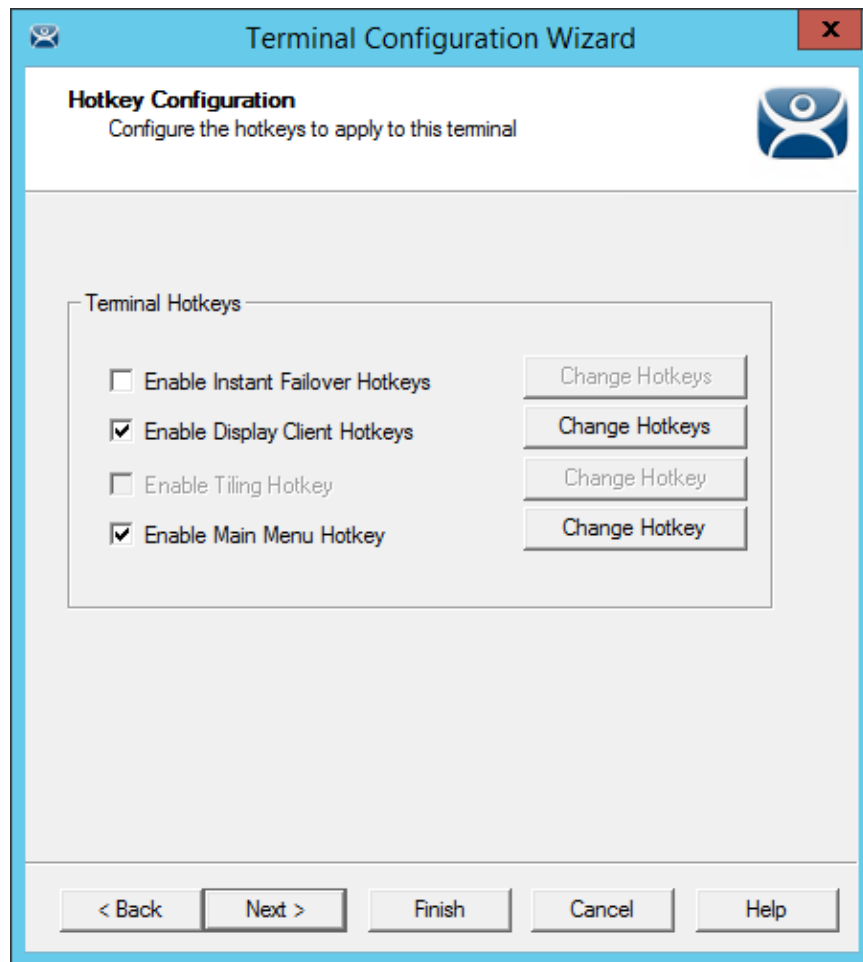 Terminal Configuration Wizard
x
Hotkey Configuration
Configure the hotkeys to apply to this terminal
Terminal Hotkeys
Enable Instant Failover Hotkeys Change Hotkeys
Enable Display Client Hotkeys Change Hotkeys
Enable Tiling Hotkey Change Hotkey
Enable Main Menu Hotkey Change Hotkey
< Back Next > Finish Cancel Help